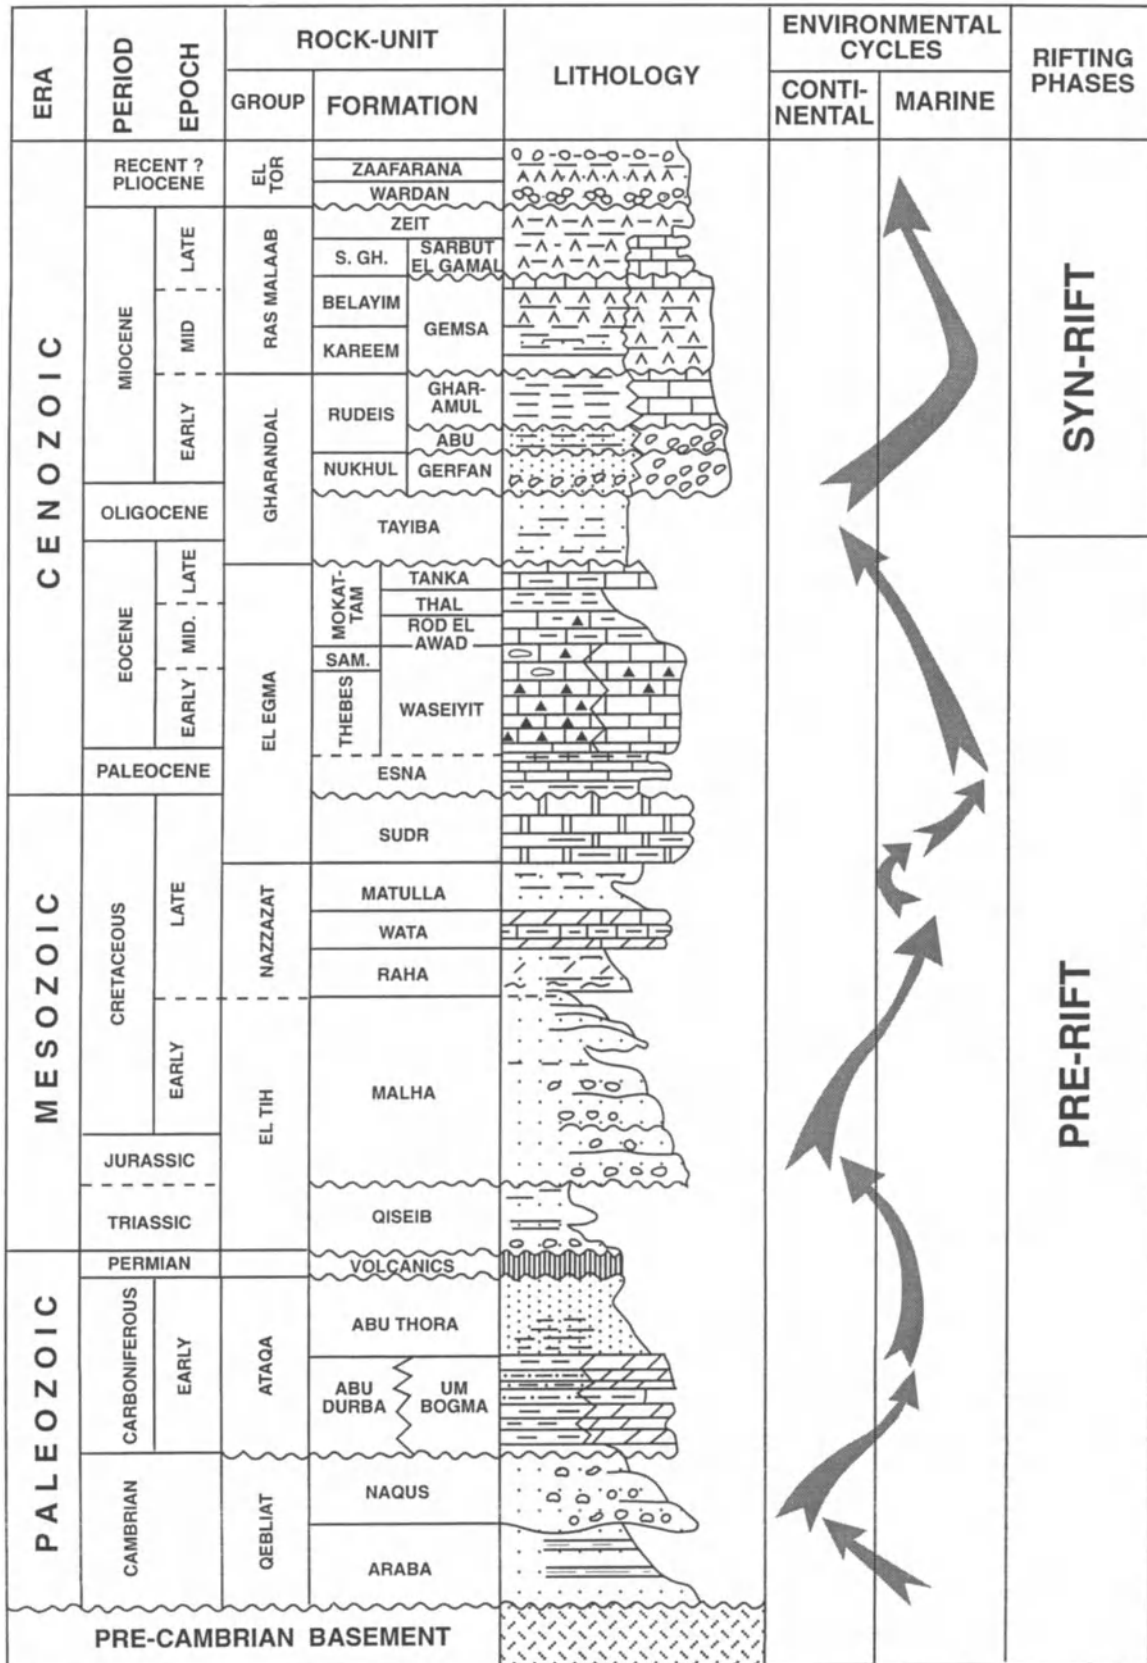 ERA
PERIOD
EPOCH
ROCK-UNIT
GROUP
FORMATION
LITHOLOGY
ENVIRONMENTAL
CYCLES
CONTI-
NENTAL
MARINE
RIFTING
PHASES
CENOZOIC
RECENT ?
PLIOCENE
EL
TOR
ZAAFARANA
WARDAN
MIOCENE
LATE
MID
EARLY
RAS MALAAB
ZEIT
S. GH.
SARBUT
EL GAMAL
BELAYIM
GEMSA
KAREEM
GHARANDAL
RUDEIS
GHAR-
AMUL
ABU
GERFAN
NUKHUL
OLIGOCENE
TAYIBA
EOCENE
LATE
MID.
EARLY
EL EGMA
MOKAT-
TAM
TANKA
THAL
ROD EL
AWAD
SAM.
THEBES
WASEIYIT
PALEOCENE
ESNA
SYN-RIFT
MESOZOIC
CRETACEOUS
LATE
EARLY
SUDR
NAZZAZAT
MATULLA
WATA
RAHA
EL TIH
MALHA
JURASSIC
TRIASSIC
QISEIB
PRE-RIFT
PALEOZOIC
PERMIAN
VOLCANICS
CARBONIFEROUS
EARLY
ATAQA
ABU THORA
ABU
DURBA
UM
BOGMA
CAMBRIAN
QEBLIAT
NAQUS
ARABA
PRE-CAMBRIAN BASEMENT